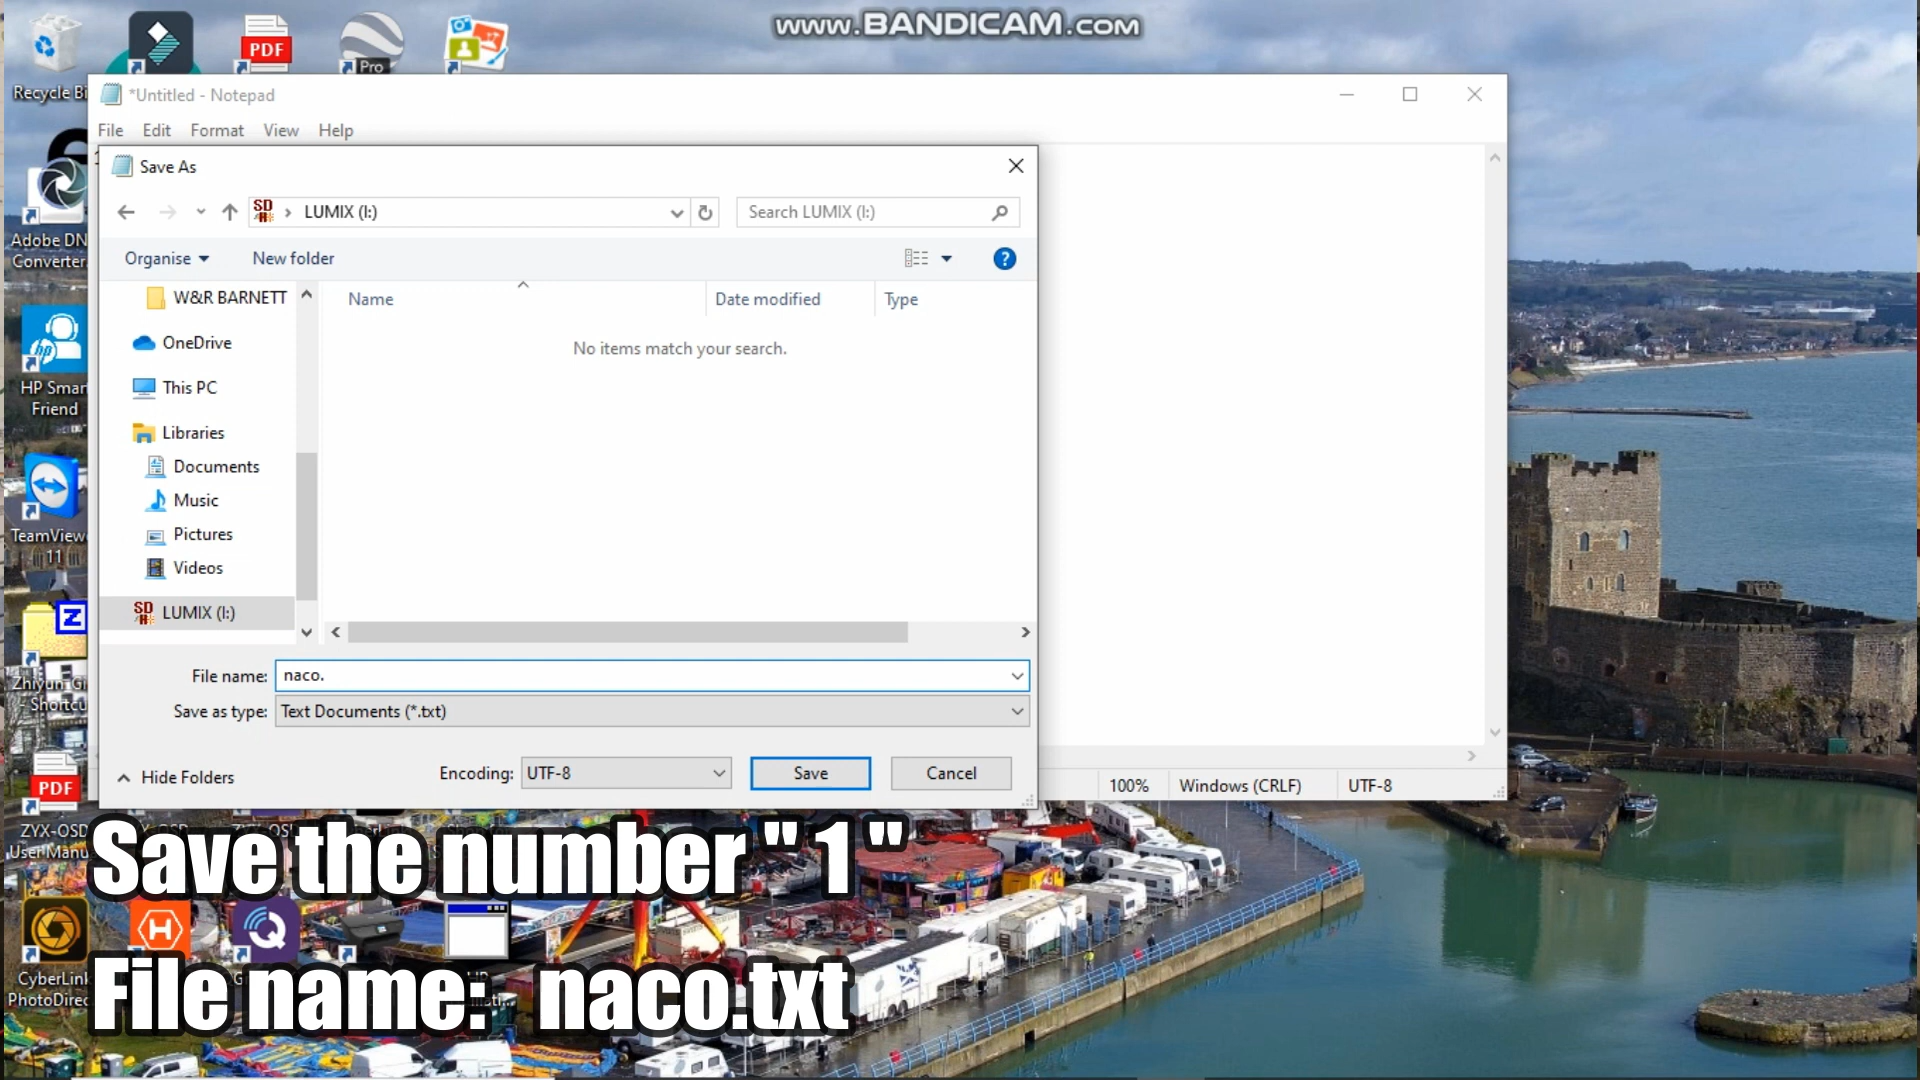 www.BANDICAM.com
PDF
Pro
Recycle Bi
*Untitled - Notepad
File Edit Format View Help
Save As
LUMIX (I:)
Search LUMIX (I:)
Organise
New folder
W&R BARNETT
Name
Date modified
Type
No items match your search.
OneDrive
This PC
Libraries
Documents
Music
Pictures
Videos
LUMIX (I:)
Adobe DN
Converter
HP Smar
Friend
TeamView
11
Zhiyun Gi
- Shortcu
File name: naco.
Save as type: Text Documents (*.txt)
Hide Folders
Encoding: UTF-8
Save
Cancel
100%
Windows (CRLF)
UTF-8
PDF
ZYX-OSD
User Manu
Save the number "1"
CyberLink
PhotoDirec
File name: naco.txt